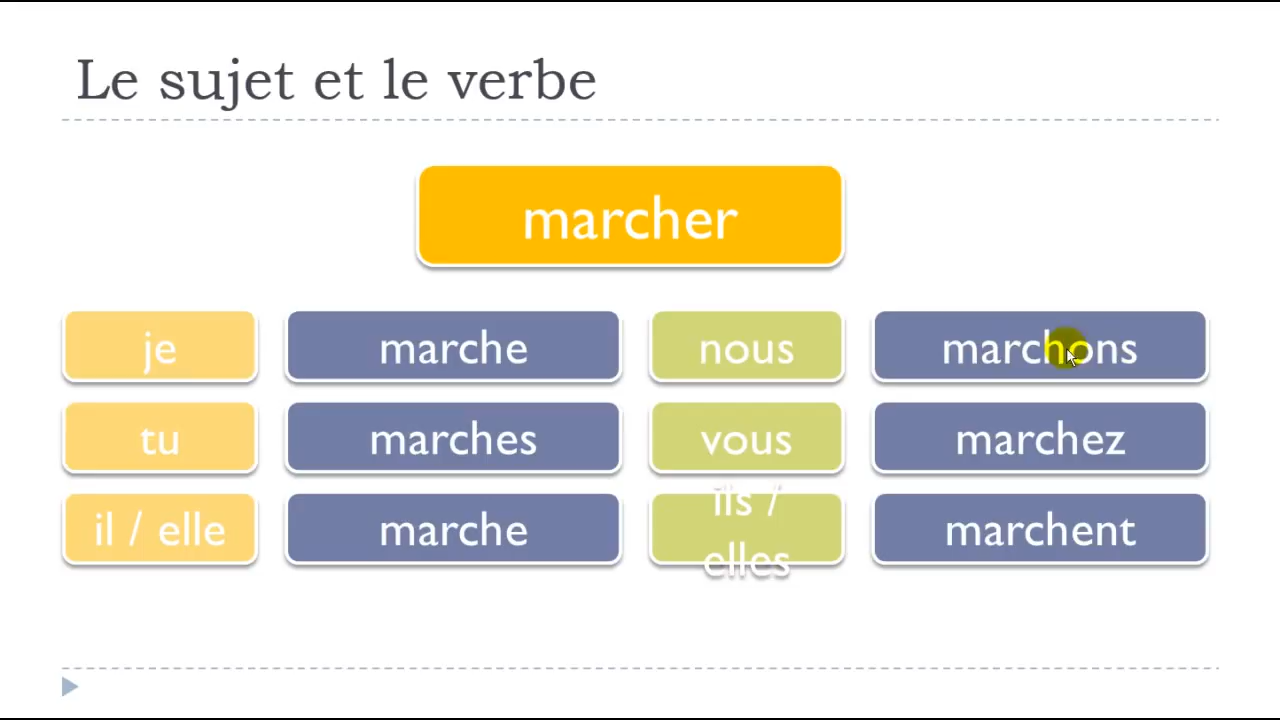 Le sujet et le verbe
marcher
je marche nous marchons
tu marches vous marchez
il / elle marche ils / elles marchent